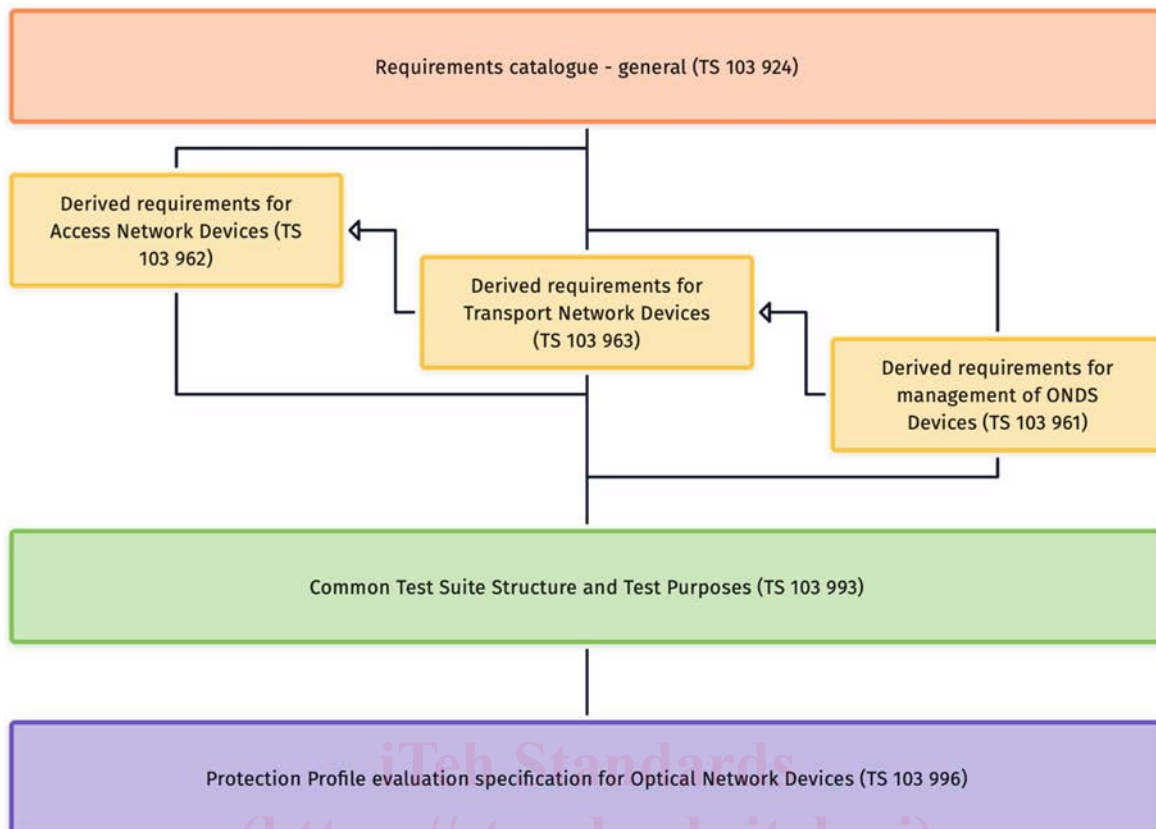 Requirements catalogue - general (TS 103 924)
Derived requirements for
Access Network Devices (TS
103 962)
Derived requirements for
Transport Network Devices
(TS 103 963)
Derived requirements for
management of ONDS
Devices (TS 103 961)
Common Test Suite Structure and Test Purposes (TS 103 993)
iTeh Standards
Protection Profile evaluation specification for Optical Network Devices (TS 103 996)